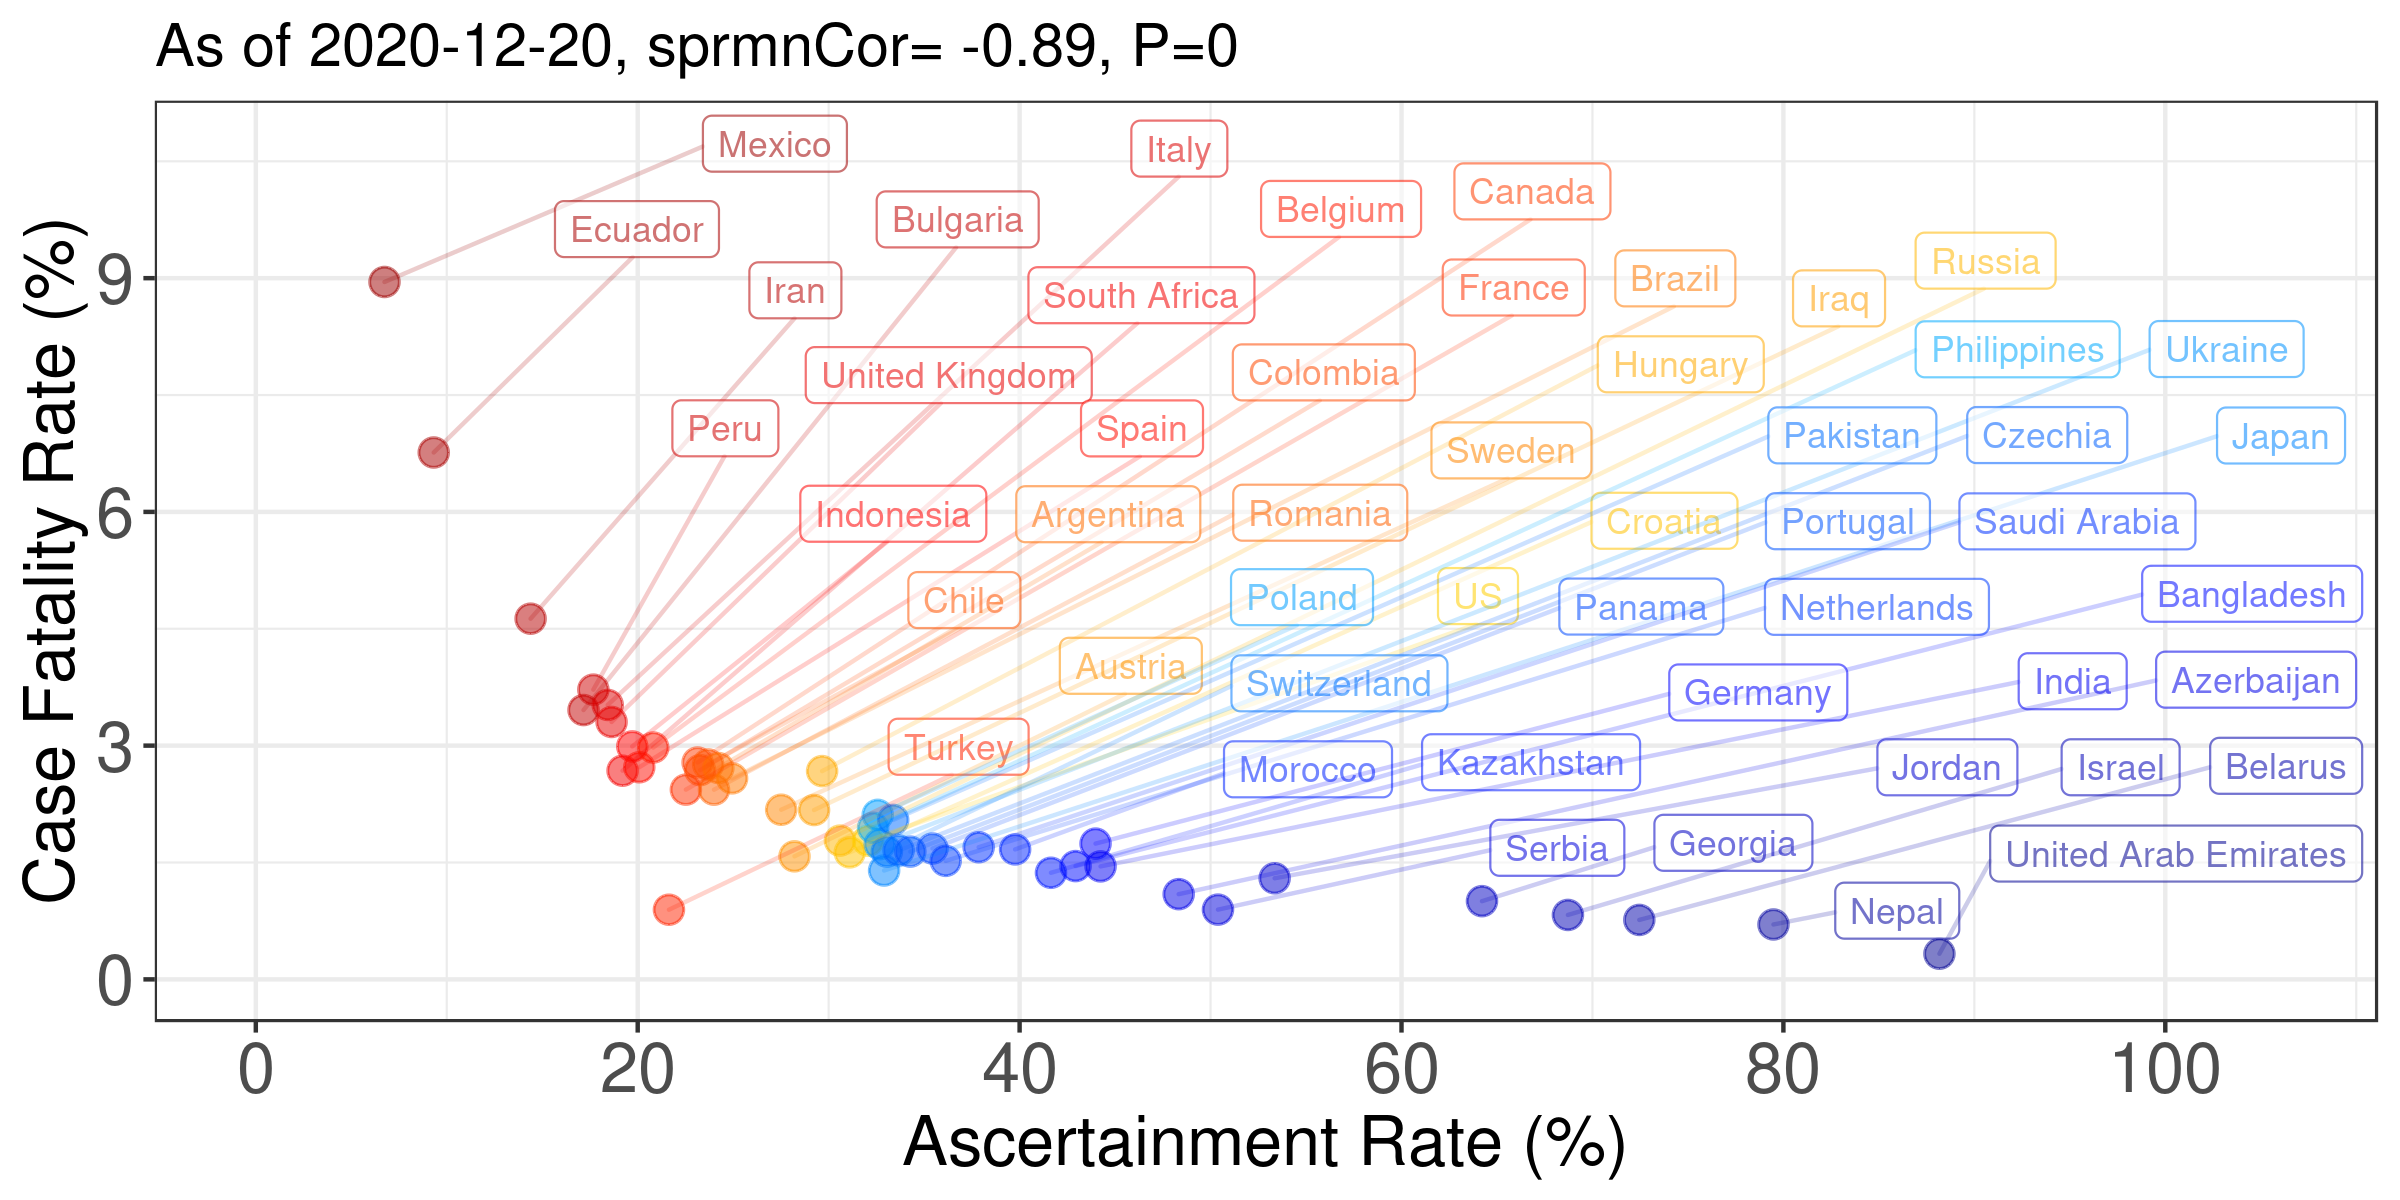 As of 2020-12-20, sprmnCor= -0.89, P=0
Case Fatality Rate (%)
9
6
3
0
Mexico
Italy
Canada
Belgium
Ecuador
Bulgaria
Russia
Brazil
Iran
South Africa
France
Iraq
Philippines
Ukraine
United Kingdom
Colombia
Hungary
Peru
Spain
Sweden
Pakistan
Czechia
Japan
Indonesia
Argentina
Romania
Croatia
Portugal
Saudi Arabia
Chile
Poland
US
Panama
Netherlands
Bangladesh
Austria
Switzerland
Germany
India
Azerbaijan
Turkey
Morocco
Kazakhstan
Jordan
Israel
Belarus
Serbia
Georgia
United Arab Emirates
Nepal
0
20
40
60
80
100
Ascertainment Rate (%)